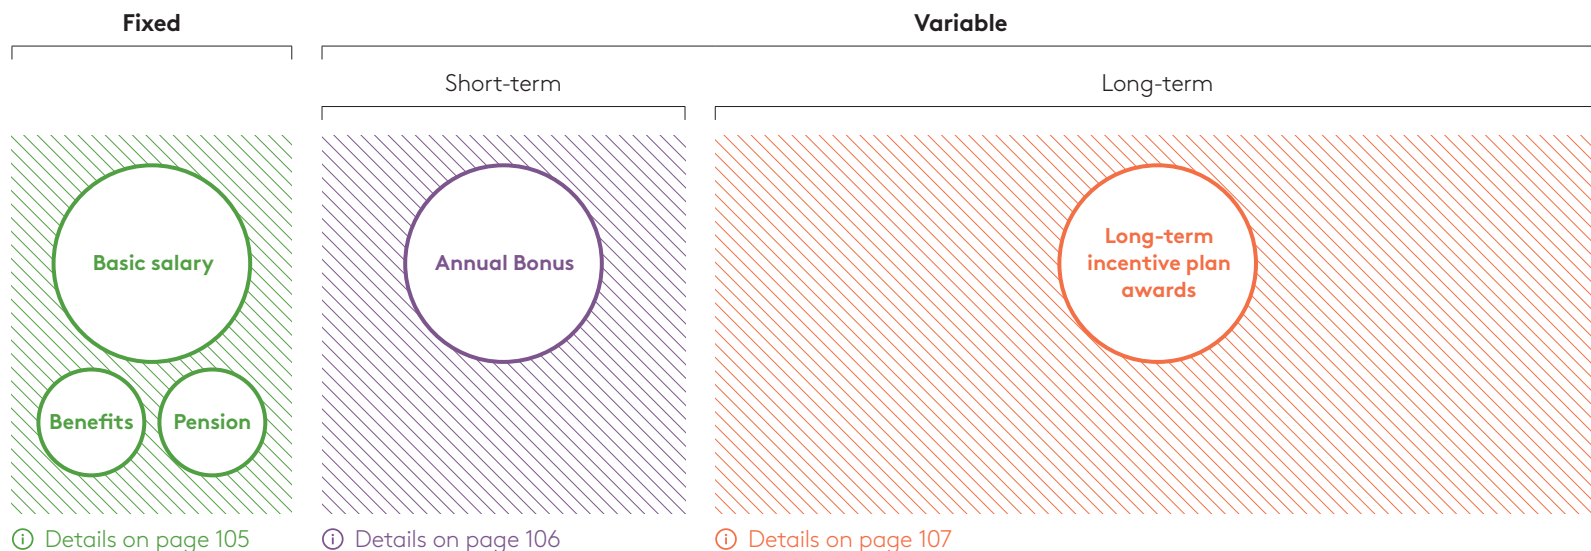 Fixed
Variable
Short-term
Long-term
Basic salary
Benefits
Pension
Annual Bonus
Long-term
incentive plan
awards
Details on page 105
Details on page 106
Details on page 107